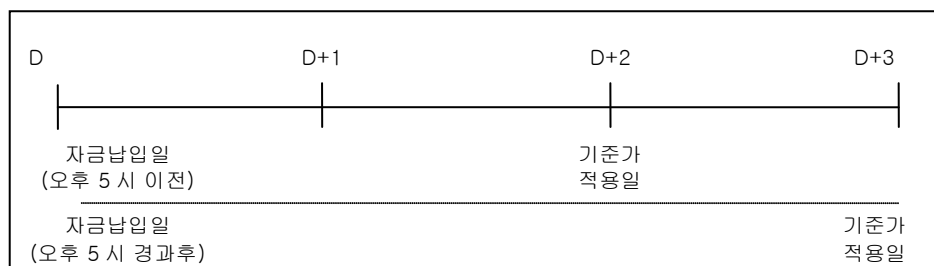 D D+1 D+2 D+3
자금납입일 기준가
(오후 5 시 이전) 적용일
자금납입일 기준가
(오후 5 시 경과후) 적용일